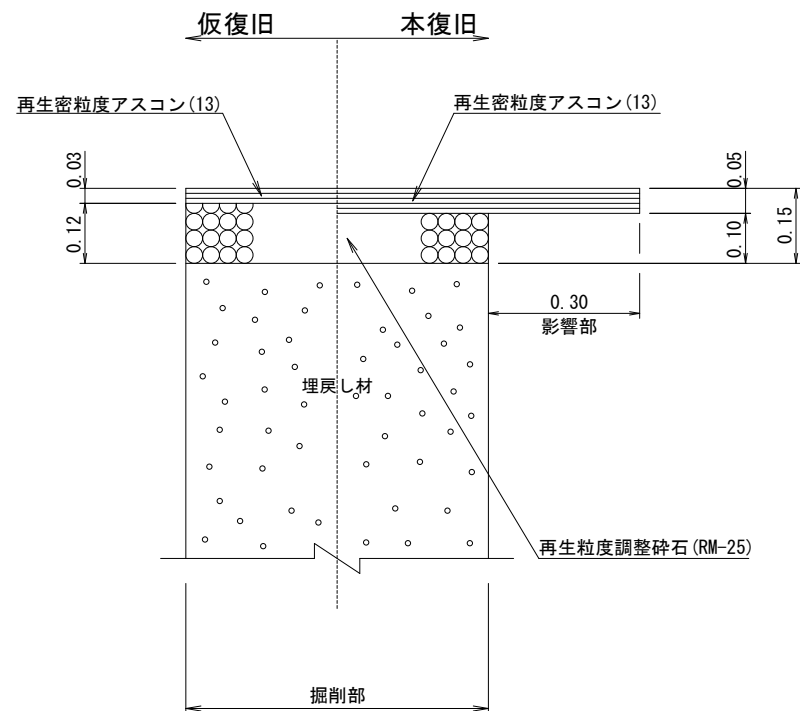 仮復旧
本復旧
再生密粒度アスコン(13)
再生密粒度アスコン(13)
0.03
0.12
0.05
0.10
0.15
0.30
影響部
埋戻し材
再生粒度調整砕石(RM-25)
掘削部